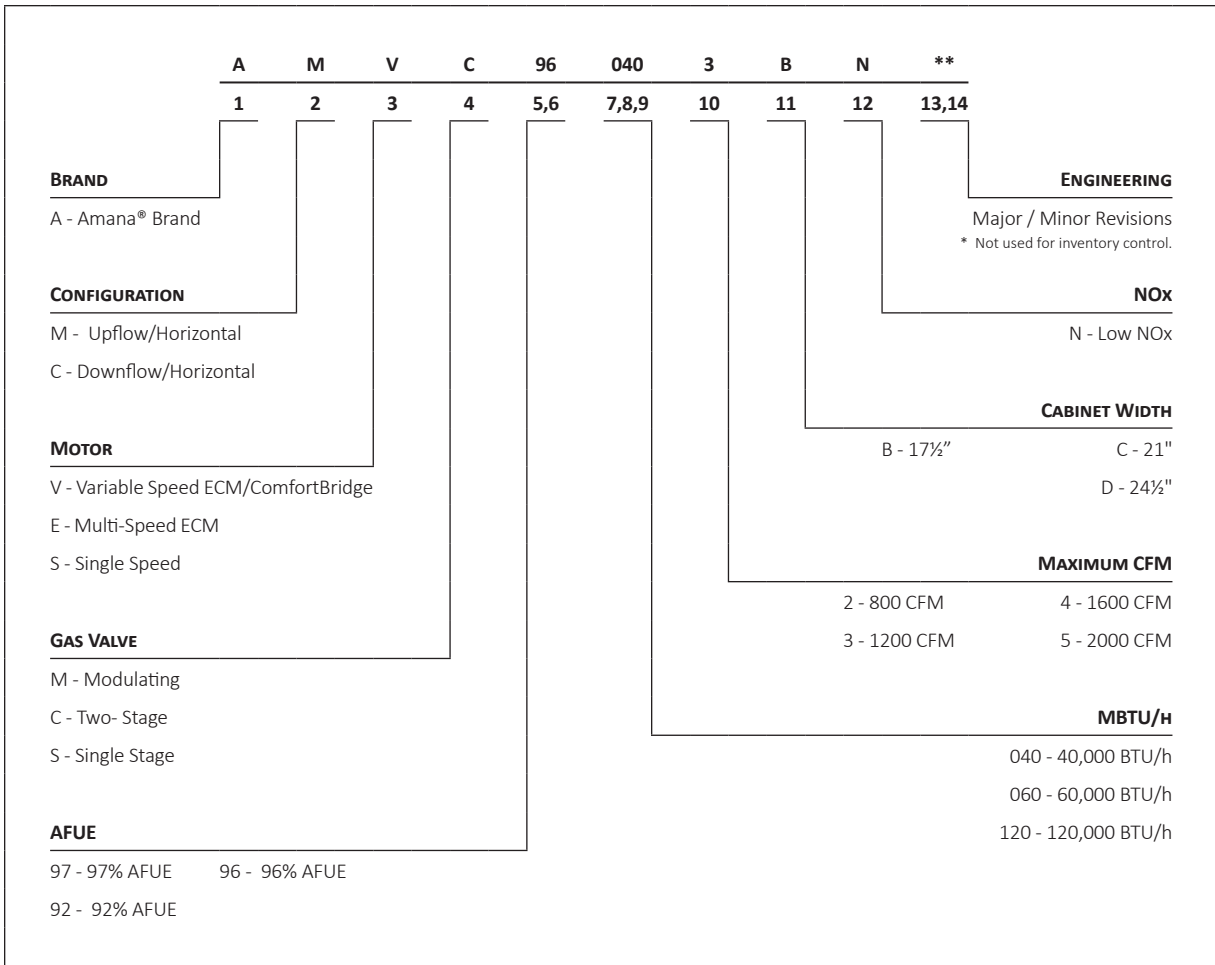 A M V C 96 040 3 B N **
1 2 3 4 5,6 7,8,9 10 11 12 13,14
BRAND
A - Amana® Brand
CONFIGURATION
M - Upflow/Horizontal
C - Downflow/Horizontal
MOTOR
V - Variable Speed ECM/ComfortBridge
E - Multi-Speed ECM
S - Single Speed
GAS VALVE
M - Modulating
C - Two- Stage
S - Single Stage
AFUE
97 - 97% AFUE 96 - 96% AFUE
92 - 92% AFUE
ENGINEERING
Major / Minor Revisions
* Not used for inventory control.
NOx
N - Low NOx
CABINET WIDTH
B - 17½” C - 21"
D - 24½"
MAXIMUM CFM
2 - 800 CFM 4 - 1600 CFM
3 - 1200 CFM 5 - 2000 CFM
MBTU/H
040 - 40,000 BTU/h
060 - 60,000 BTU/h
120 - 120,000 BTU/h